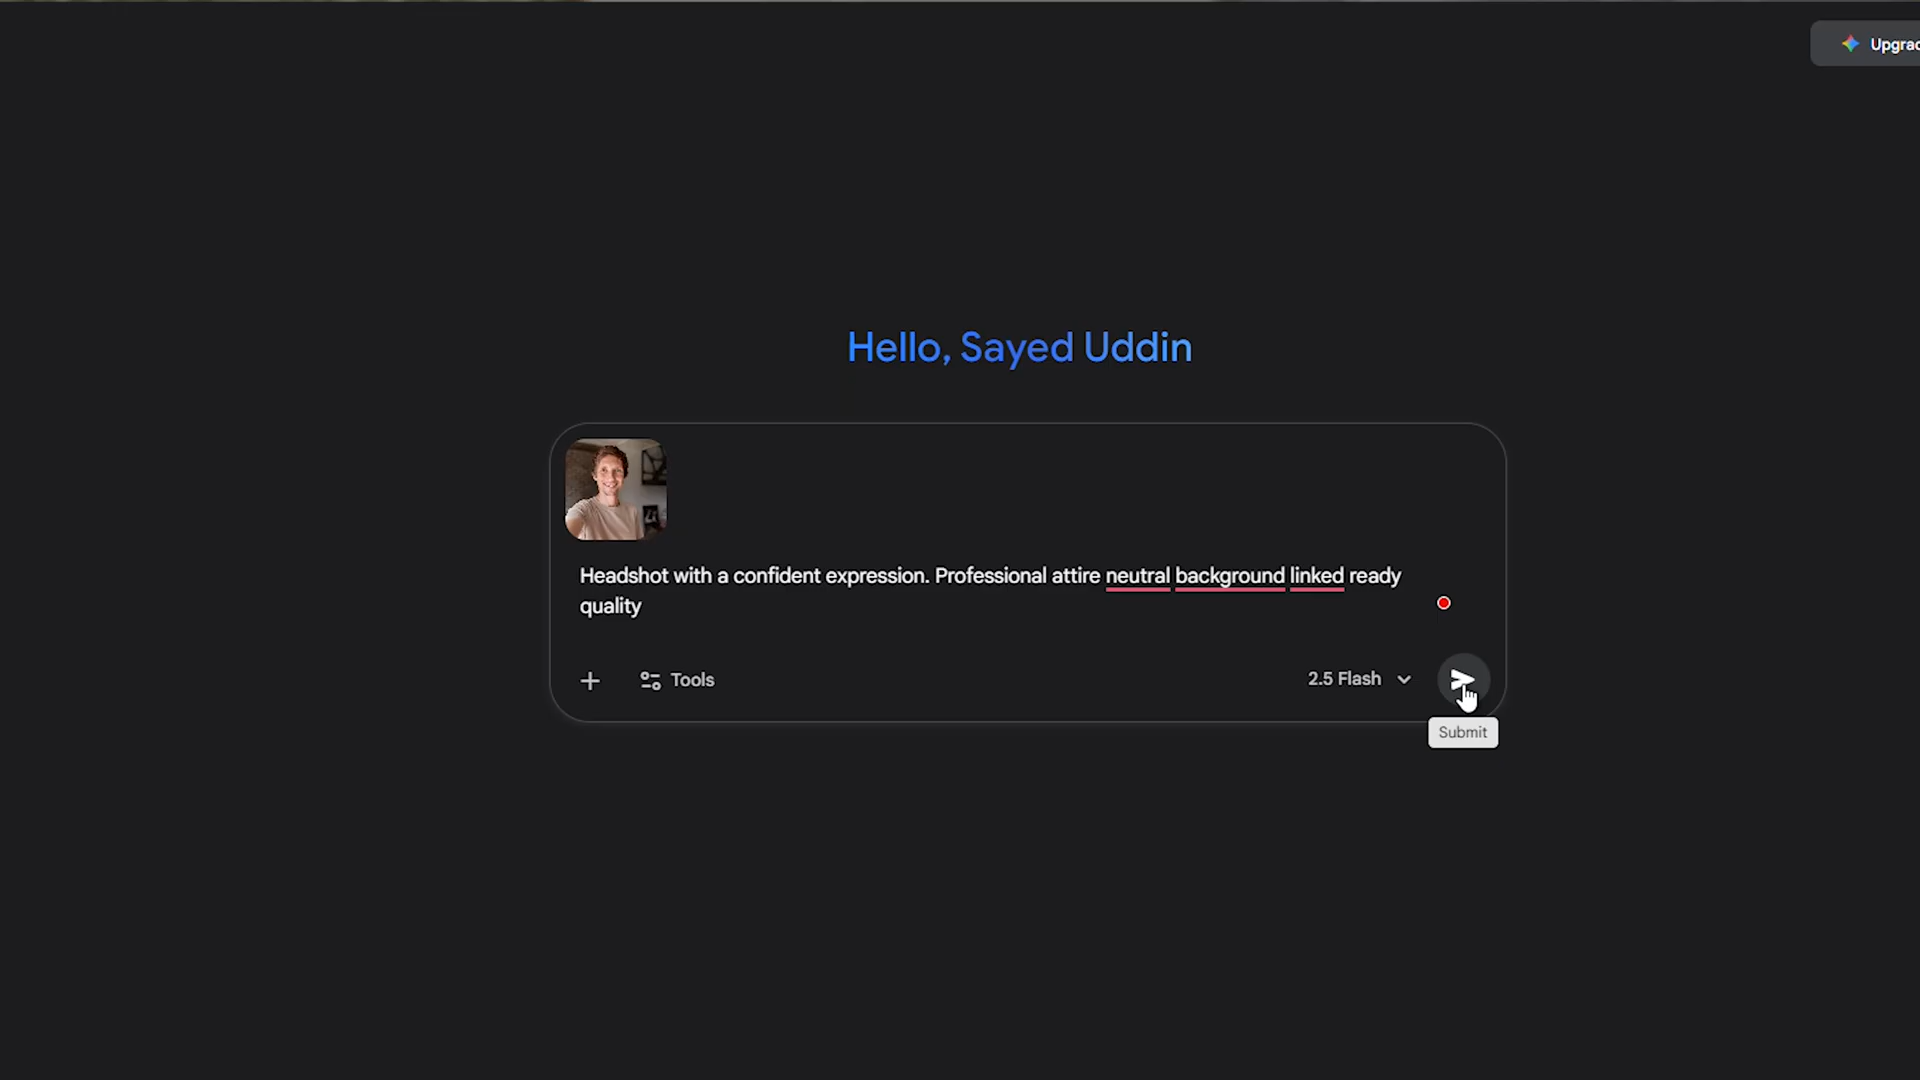 Upgrad
Hello, Sayed Uddin
Headshot with a confident expression. Professional attire neutral background linked ready
quality
Tools
2.5 Flash
Submit